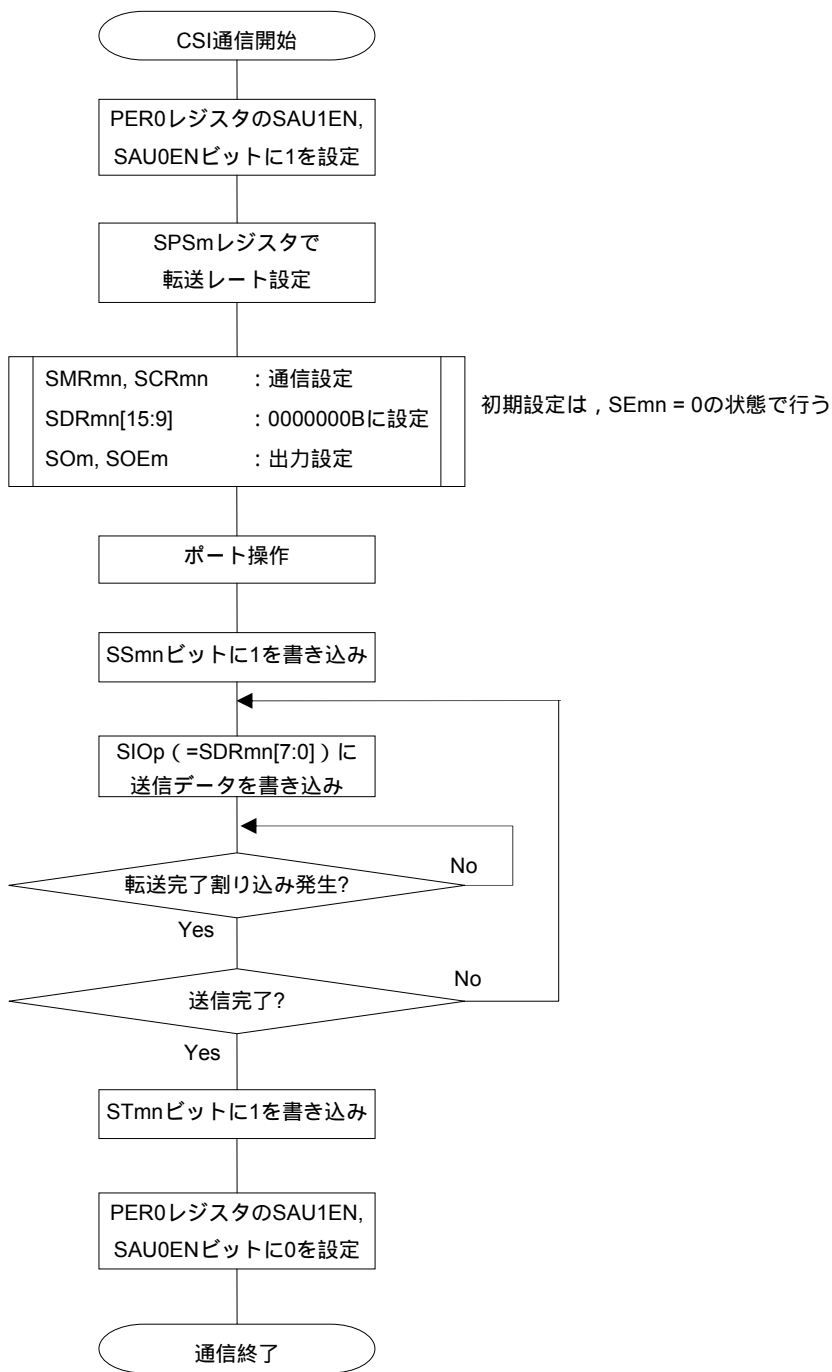 CSI通信開始
PER0レジスタのSAU1EN,
SAU0ENビットに1を設定
SPSmレジスタで
転送レート設定
SMRmn, SCRmn : 通信設定
SDRmn[15:9] : 0000000Bに設定
SOm, SOEm : 出力設定
初期設定は，SEmn = 0の状態で行う
ポート操作
SSmnビットに1を書き込み
SIOp（=SDRmn[7:0]）に
送信データを書き込み
転送完了割り込み発生?
No
Yes
送信完了?
No
Yes
STmnビットに1を書き込み
PER0レジスタのSAU1EN,
SAU0ENビットに0を設定
通信終了